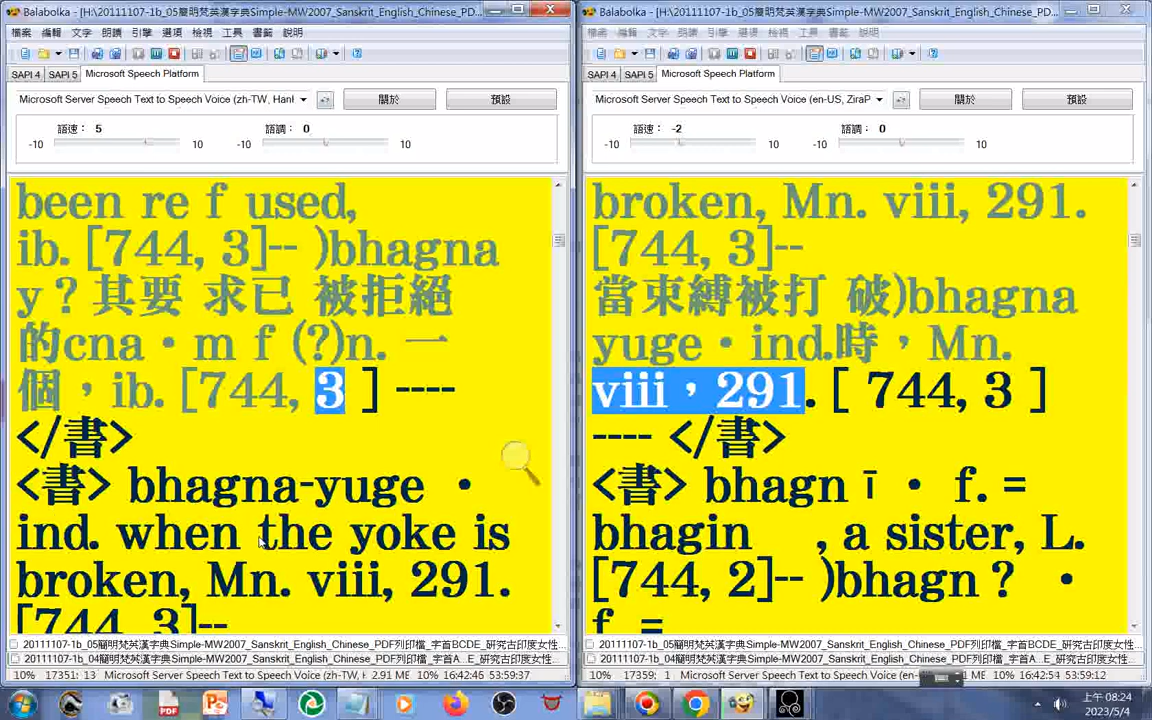 Balabolka - [H:\20111107-1b_05簡明梵英漢字典Simple-MW2007_Sanskrit_English_Chinese_PD...
檔案 編輯 文字 朗讀 引擎 選項 檢視 工具 書籤 說明
SAPI 4 SAPI 5 Microsoft Speech Platform
Microsoft Server Speech Text to Speech Voice (zh-TW, Hanl
關於 預設
語速: 5 語調: 0
-10 10 -10 10
been re f used,
ib. [744, 3]-- )bhagna
y？其要 求已 被拒絕
的cna・m f (?)n. 一
個，ib. [744, 3 ] ----
</書>
<書> bhagna-yuge ・
ind. when the yoke is
broken, Mn. viii, 291.
[744, 3]--
20111107-1b_05簡明梵英漢字典Simple-MW2007_Sanskrit_English_Chinese_PDF列印檔_字首BCDE_研究古印度女性...
20111107-1b_04簡明梵英漢字典Simple-MW2007_Sanskrit_English_Chinese_PDF列印檔_字首A...E_研究古印度女性...
10% 17351: 13 Microsoft Server Speech Text to Speech Voice (zh-TW, 2.91 ME 10% 16:42:45 53:59:37
Balabolka - [H:\20111107-1b_05簡明梵英漢字典Simple-MW2007_Sanskrit_English_Chinese_PD...
檔案 編輯 文字 朗讀 引擎 選項 檢視 工具 書籤 說明
SAPI 4 SAPI 5 Microsoft Speech Platform
Microsoft Server Speech Text to Speech Voice (en-US, ZiraP
關於 預設
語速: -2 語調: 0
-10 10 -10 10
broken, Mn. viii, 291.
[744, 3]--
當束縛被打 破)bhagna
yuge・ind.時，Mn.
viii，291. [ 744, 3 ]
---- </書>
<書> bhagn ī ・ f. =
bhagin , a sister, L.
[744, 2]-- )bhagn？ ・
f. =
20111107-1b_05簡明梵英漢字典Simple-MW2007_Sanskrit_English_Chinese_PDF列印檔_字首BCDE_研究古印度女性...
20111107-1b_04簡明梵英漢字典Simple-MW2007_Sanskrit_English_Chinese_PDF列印檔_字首A...E_研究古印度女性...
10% 17359: 1 Microsoft Server Speech Text to Speech Voice (en-US, ME 10% 16:42:54 53:59:12
PDF
上午 08:24
2023/5/4